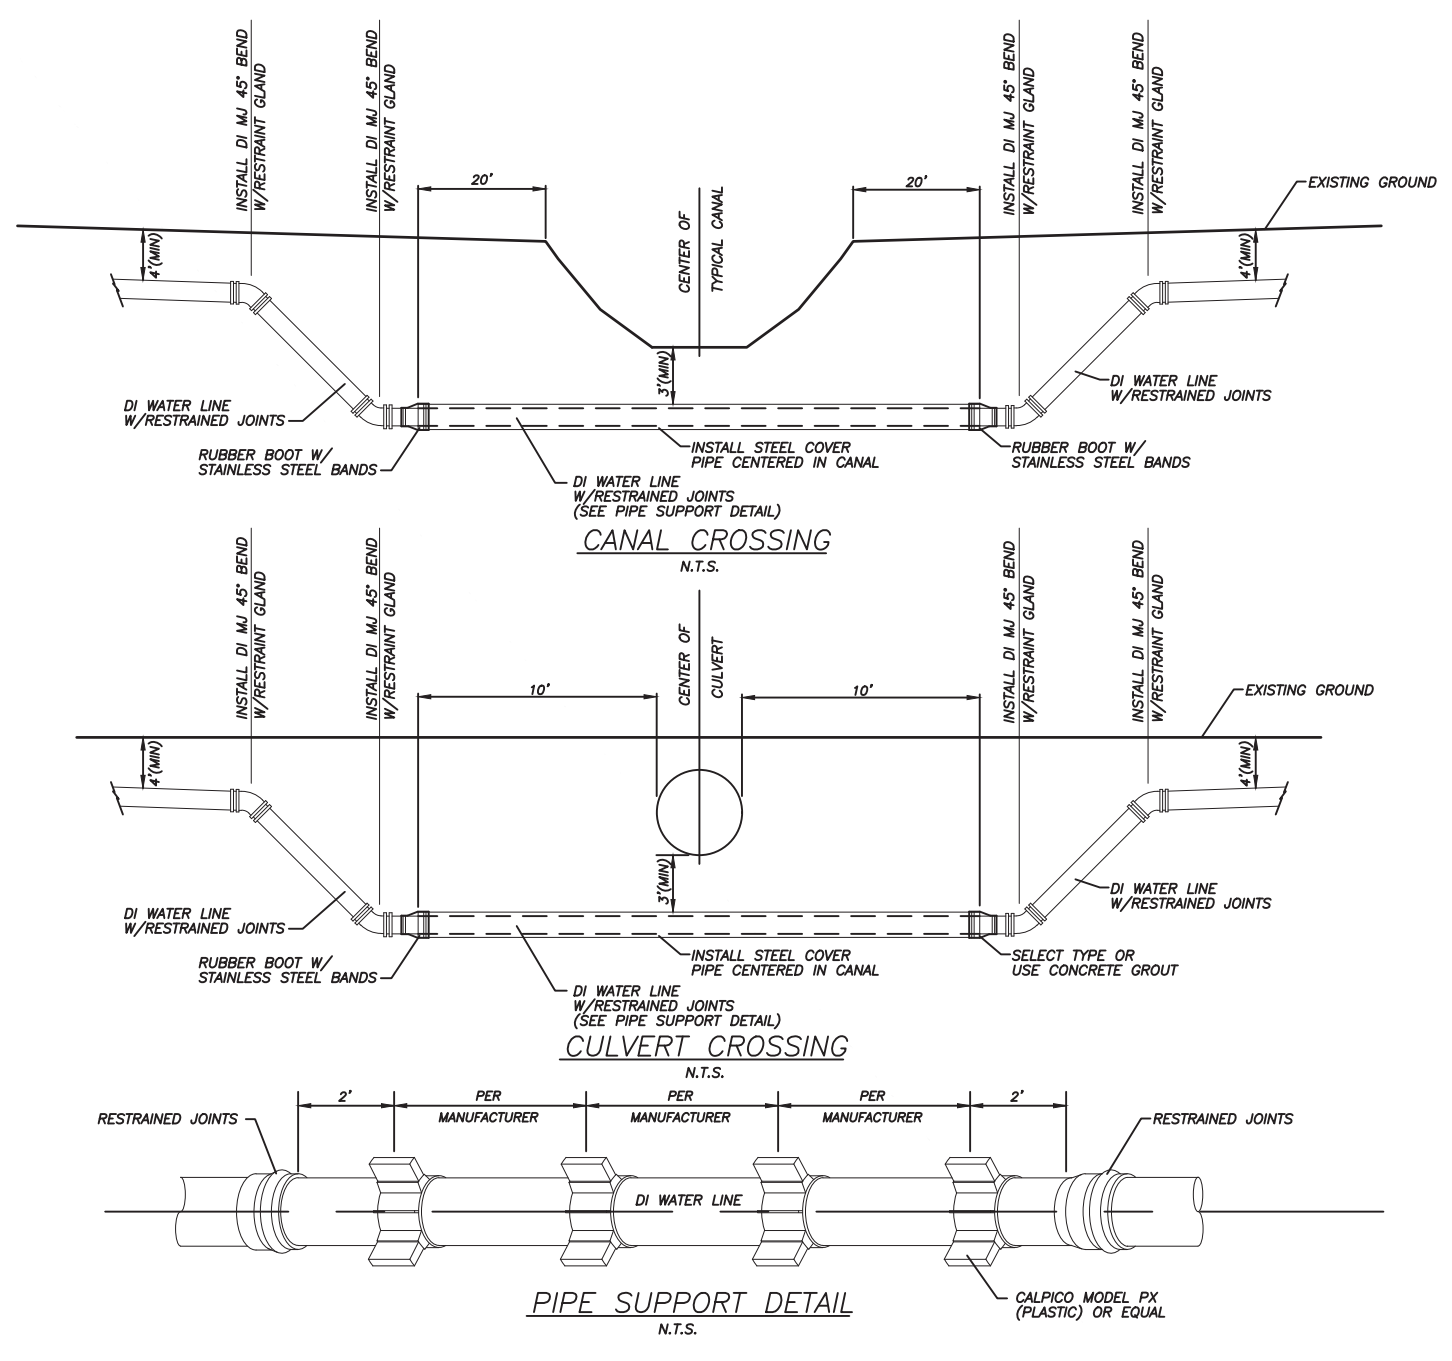 INSTALL DI MJ 45° BEND
W/RESTRAINT GLAND
INSTALL DI MJ 45° BEND
W/RESTRAINT GLAND
INSTALL DI MJ 45° BEND
W/RESTRAINT GLAND
INSTALL DI MJ 45° BEND
W/RESTRAINT GLAND
20'
20'
EXISTING GROUND
CENTER OF
TYPICAL CANAL
4'(MIN)
4'(MIN)
3'(MIN)
DI WATER LINE
W/RESTRAINED JOINTS
DI WATER LINE
W/RESTRAINED JOINTS
RUBBER BOOT W/
STAINLESS STEEL BANDS
INSTALL STEEL COVER
PIPE CENTERED IN CANAL
RUBBER BOOT W/
STAINLESS STEEL BANDS
DI WATER LINE
W/RESTRAINED JOINTS
(SEE PIPE SUPPORT DETAIL)
CANAL CROSSING
N.T.S.
INSTALL DI MJ 45° BEND
W/RESTRAINT GLAND
INSTALL DI MJ 45° BEND
W/RESTRAINT GLAND
INSTALL DI MJ 45° BEND
W/RESTRAINT GLAND
INSTALL DI MJ 45° BEND
W/RESTRAINT GLAND
CENTER OF
CULVERT
10'
10'
EXISTING GROUND
4'(MIN)
4'(MIN)
3'(MIN)
DI WATER LINE
W/RESTRAINED JOINTS
DI WATER LINE
W/RESTRAINED JOINTS
RUBBER BOOT W/
STAINLESS STEEL BANDS
INSTALL STEEL COVER
PIPE CENTERED IN CANAL
SELECT TYPE OR
USE CONCRETE GROUT
DI WATER LINE
W/RESTRAINED JOINTS
(SEE PIPE SUPPORT DETAIL)
CULVERT CROSSING
N.T.S.
2'
PER
MANUFACTURER
PER
MANUFACTURER
PER
MANUFACTURER
2'
RESTRAINED JOINTS
RESTRAINED JOINTS
DI WATER LINE
CALPICO MODEL PX
(PLASTIC) OR EQUAL
PIPE SUPPORT DETAIL
N.T.S.